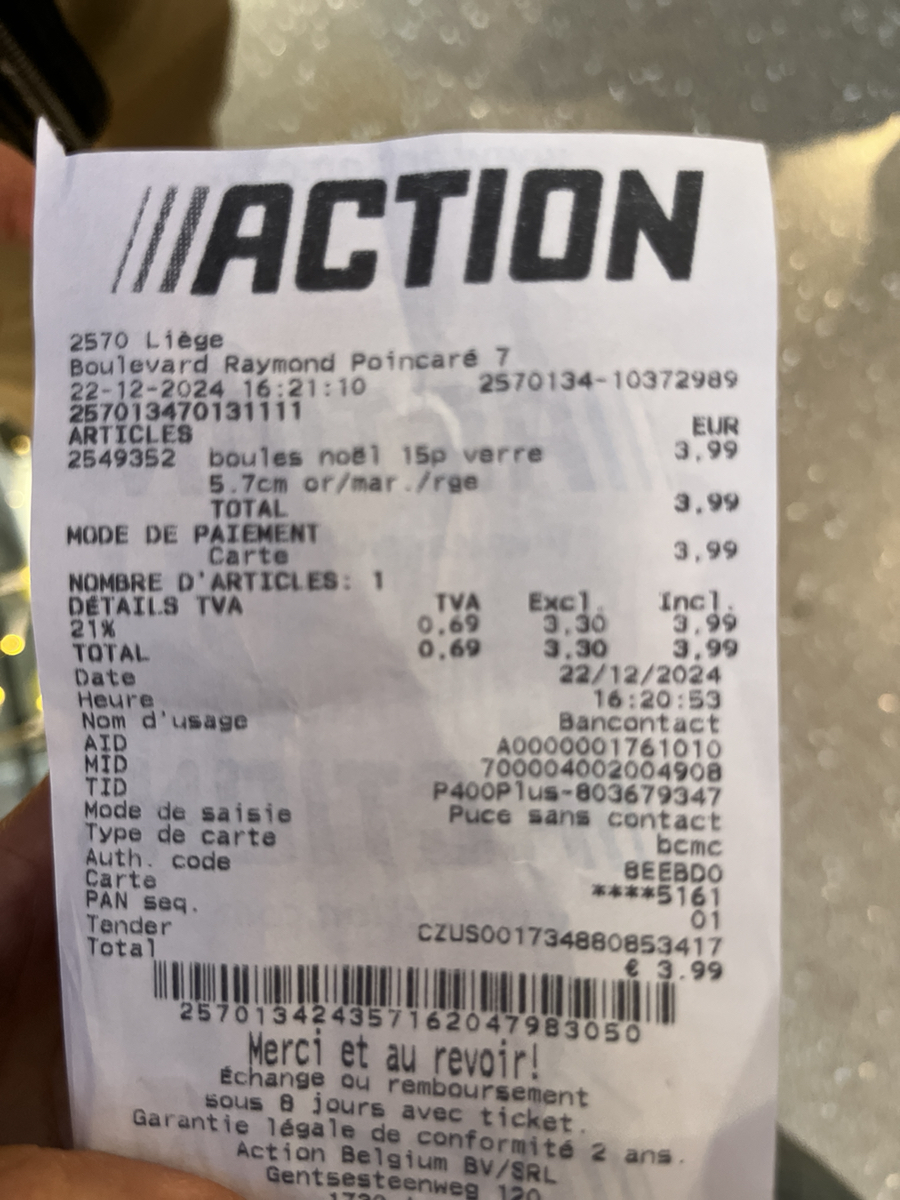 ACTION
2570 Liège
Boulevard Raymond Poincaré 7
22-12-2024 16:21:10 2570134-10372989
257013470131111
ARTICLES EUR
2549352 boules noël 15p verre 3.99
5.7cm or/mar./rge
TOTAL 3.99
MODE DE PAIEMENT
Carte 3.99
NOMBRE D'ARTICLES: 1
DÉTAILS TVA TVA Excl. Incl.
21% 0.69 3.30 3.99
TOTAL 0.69 3.30 3.99
Date 22/12/2024
Heure 16:20:53
Nom d'usage Bancontact
AID A0000001761010
MID 700004002004908
TID P400Plus-803679347
Mode de saisie Puce sans contact
Type de carte bcmc
Auth. code 8EEBD0
Carte ****5161
PAN seq. 01
Tender CZUS001734880853417
Total € 3.99
257013424357162047983050
Merci et au revoir!
Échange ou remboursement
sous 8 jours avec ticket.
Garantie légale de conformité 2 ans.
Action Belgium BV/SRL
Gentsesteenweg 120